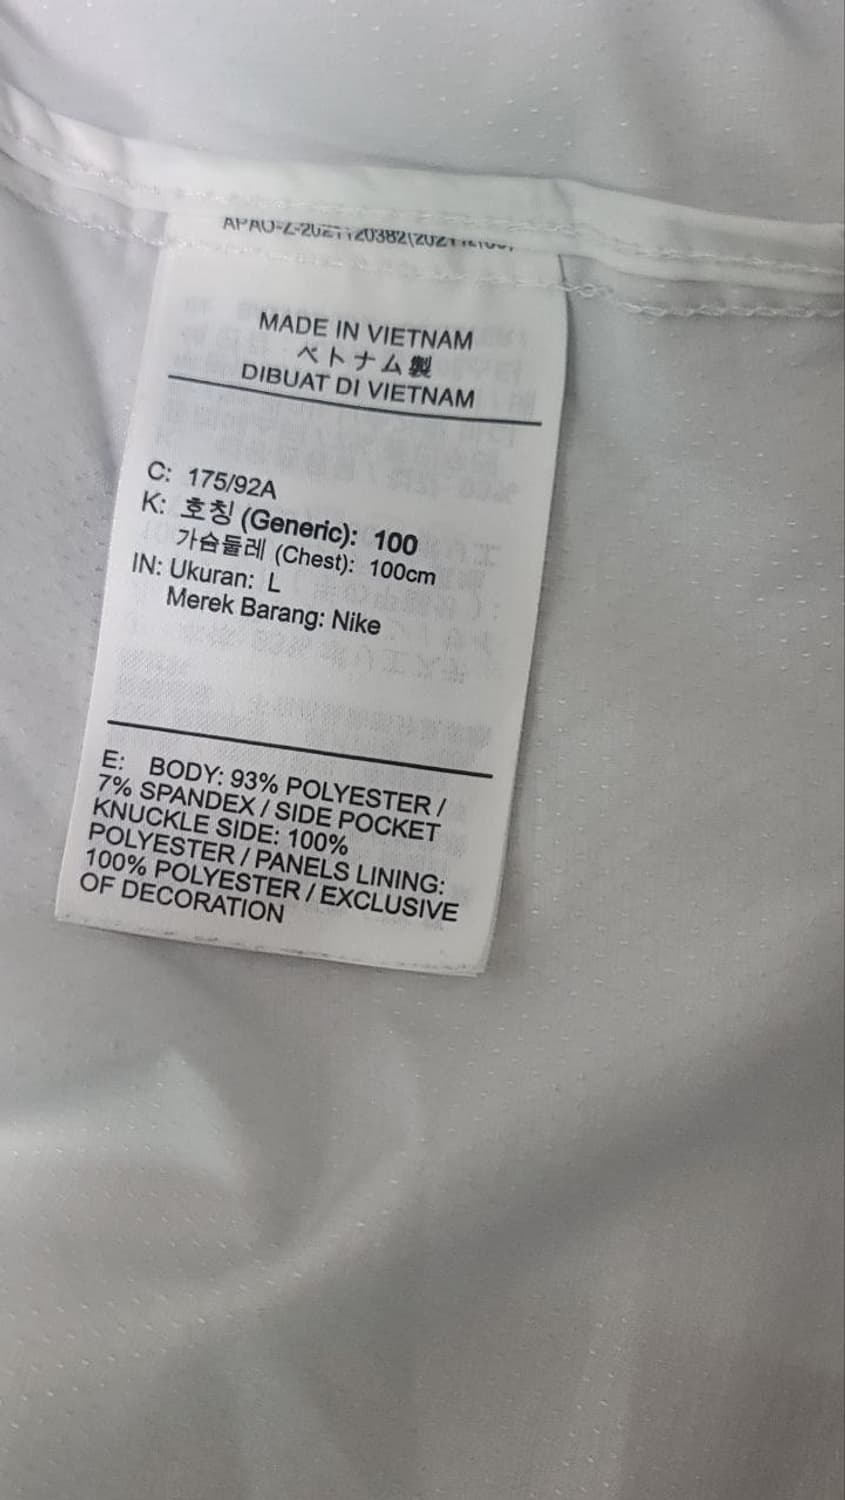 MADE IN VIETNAM
ベトナム製
DIBUAT DI VIETNAM
C: 175/92A
K: 호칭 (Generic): 100
가슴둘레 (Chest): 100cm
IN: Ukuran: L
Merek Barang: Nike
E: BODY: 93% POLYESTER /
7% SPANDEX / SIDE POCKET
KNUCKLE SIDE: 100%
POLYESTER / PANELS LINING:
100% POLYESTER / EXCLUSIVE
OF DECORATION